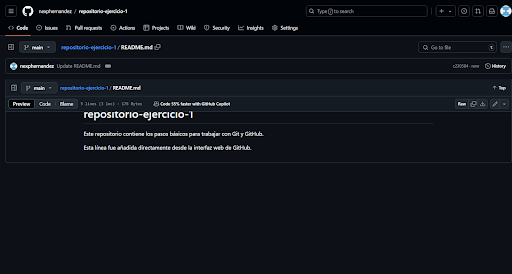 nexphernandez / repositorio-ejercicio-1
Type / to search
Code Issues Pull requests Actions Projects Wiki Security Insights Settings
main repositorio-ejercicio-1 / README.md Go to file t
nexphernandez Update README.md c220584 · now History
main repositorio-ejercicio-1 / README.md Top
Preview Code Blame 5 lines (3 loc) · 178 Bytes Code 55% faster with GitHub Copilot Raw
repositorio-ejercicio-1
Este repositorio contiene los pasos básicos para trabajar con Git y GitHub.
Esta línea fue añadida directamente desde la interfaz web de GitHub.